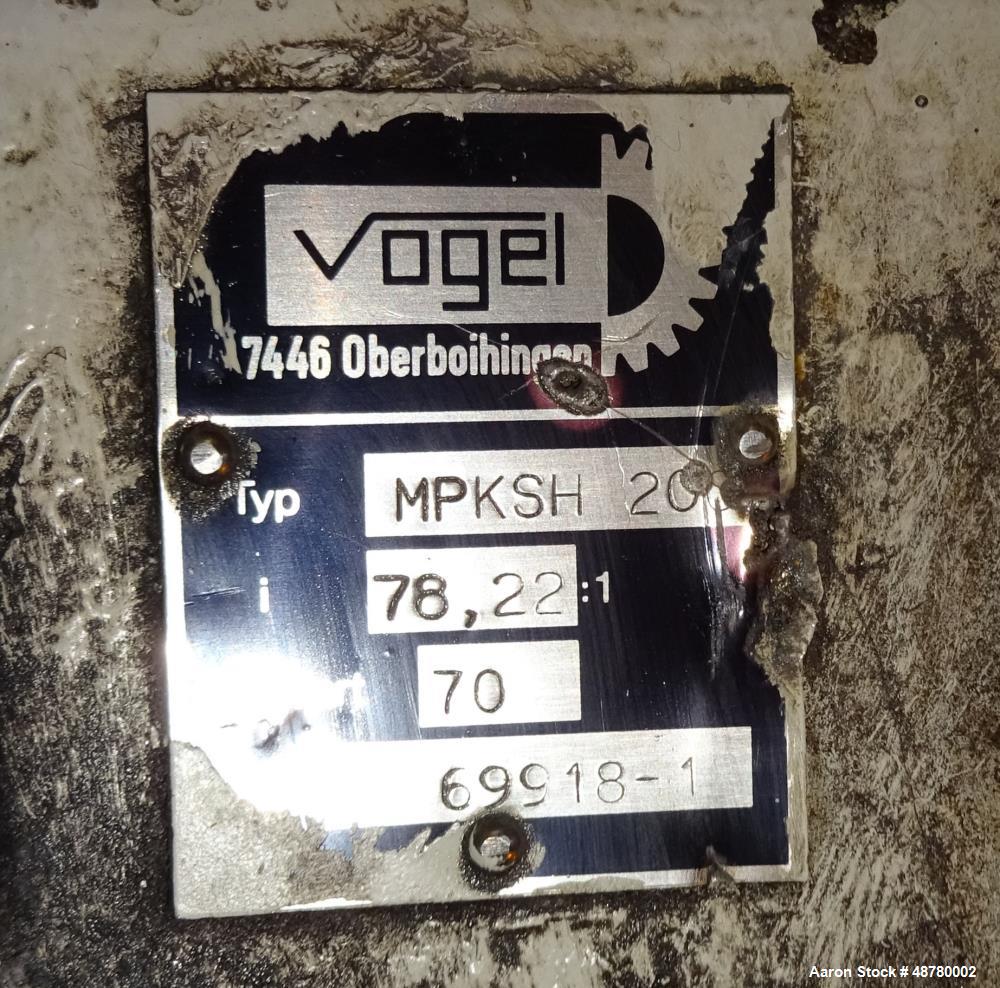 vogel
7446 Oberboihingen
Typ MPKSH
i 78,22:1
70
69918-1
Aaron Stock # 48780002